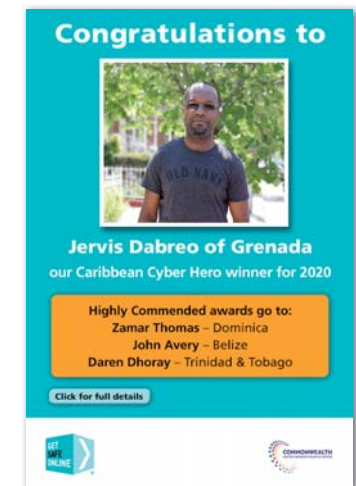 Congratulations to
OLD NAVY
Jervis Dabreo of Grenada
our Caribbean Cyber Hero winner for 2020
Highly Commended awards go to:
Zamar Thomas – Dominica
John Avery – Belize
Daren Dhoray – Trinidad & Tobago
Click for full details
GET
SAFE
ONLINE
COMMONWEALTH